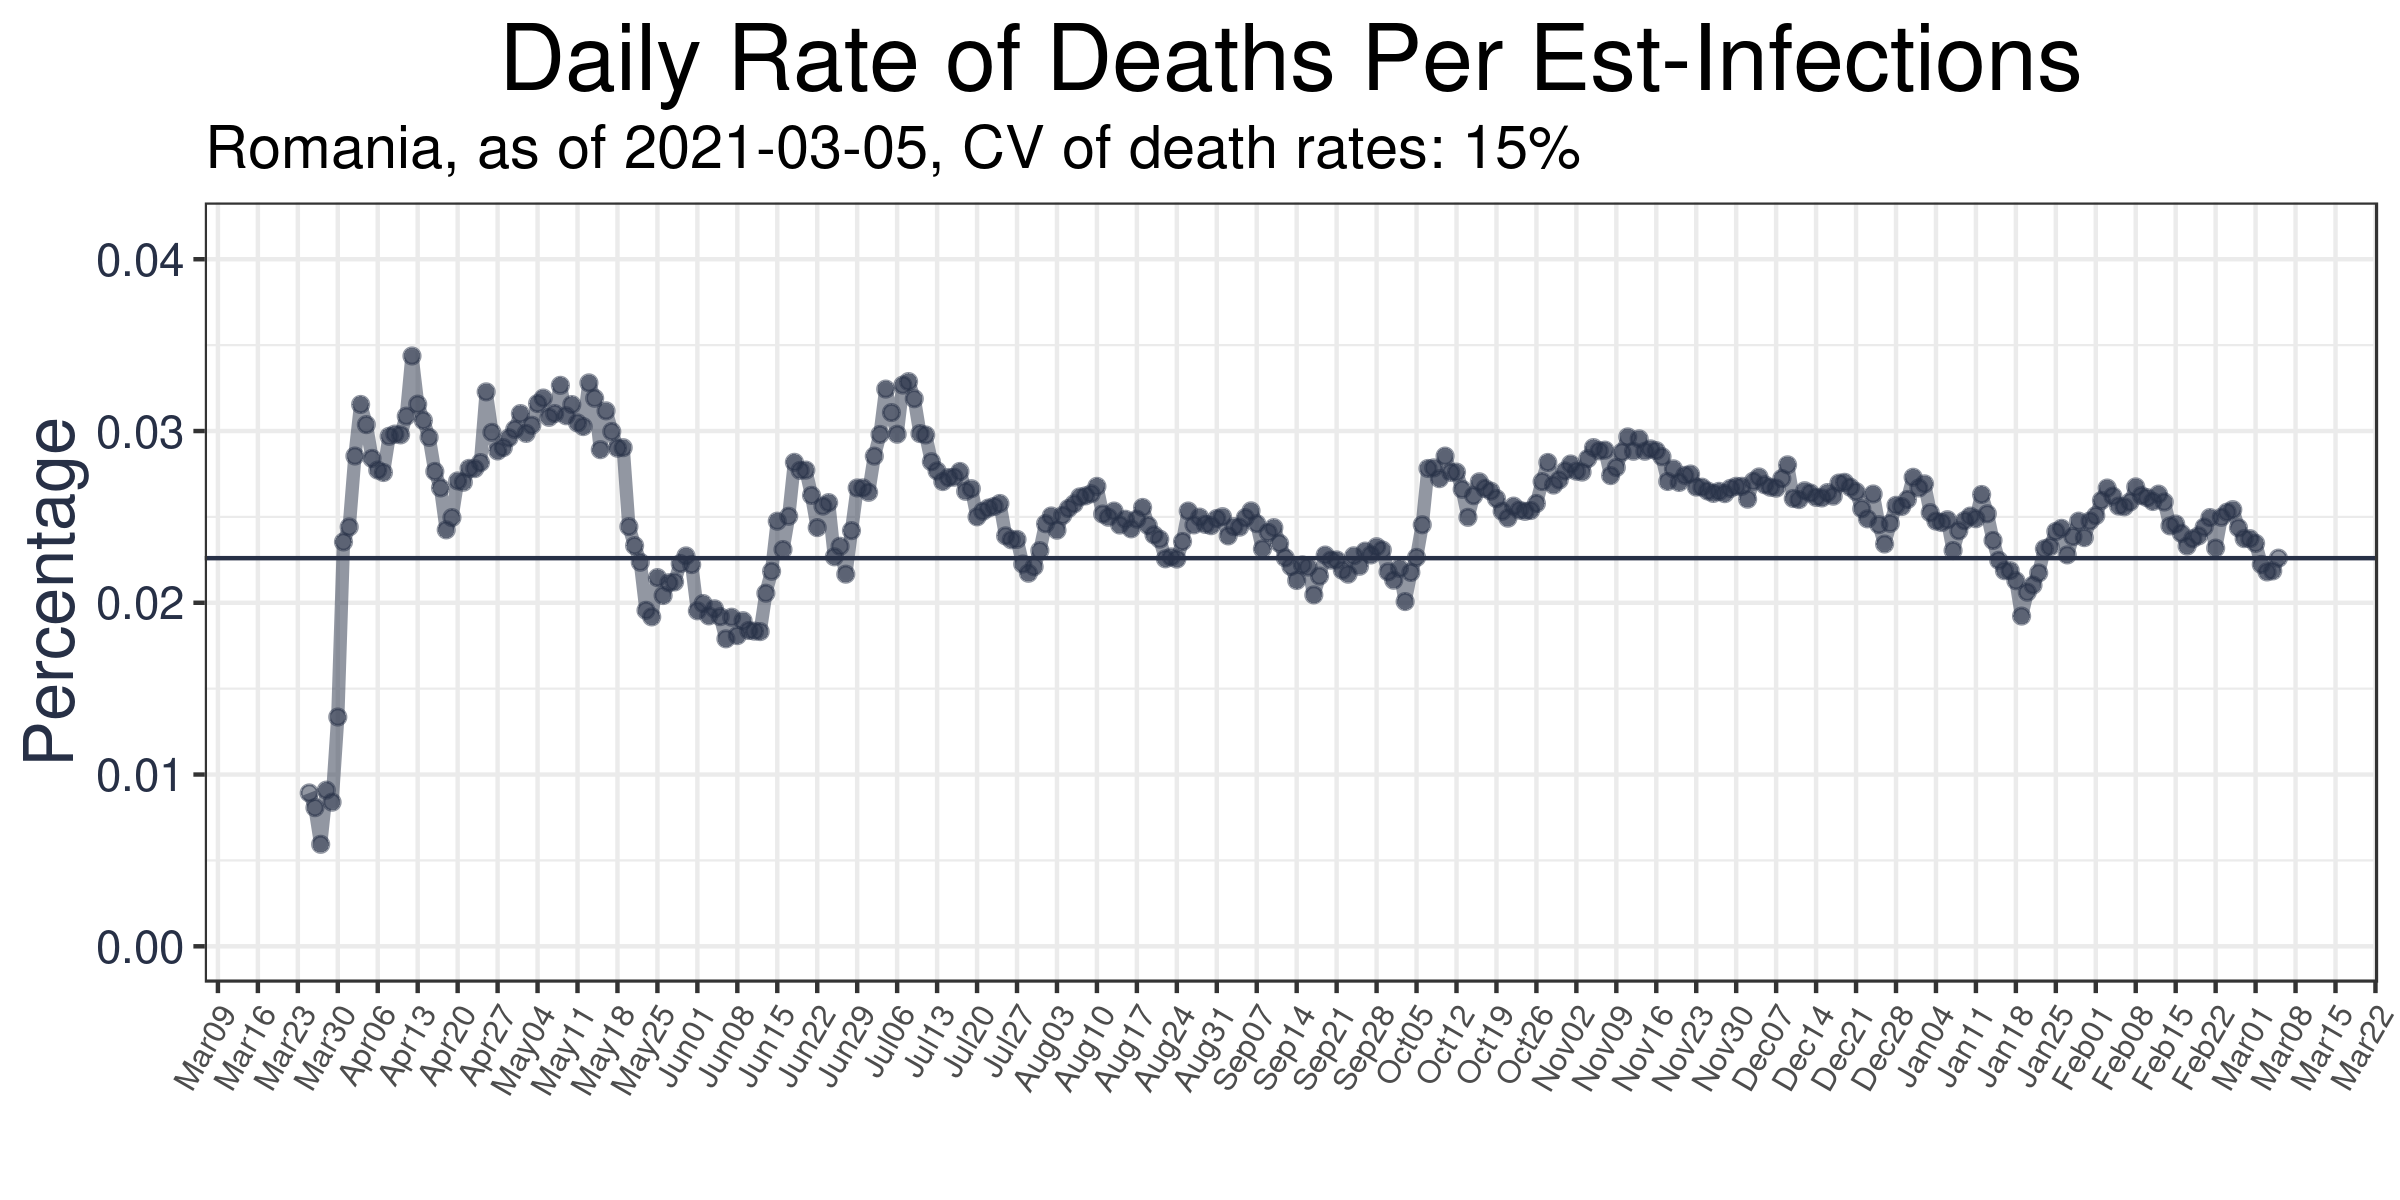 Daily Rate of Deaths Per Est-Infections
Romania, as of 2021-03-05, CV of death rates: 15%
Percentage
0.04
0.03
0.02
0.01
0.00
Mar09
Mar16
Mar23
Mar30
Apr06
Apr13
Apr20
Apr27
May04
May11
May18
May25
Jun01
Jun08
Jun15
Jun22
Jun29
Jul06
Jul13
Jul20
Jul27
Aug03
Aug10
Aug17
Aug24
Aug31
Sep07
Sep14
Sep21
Sep28
Oct05
Oct12
Oct19
Oct26
Nov02
Nov09
Nov16
Nov23
Nov30
Dec07
Dec14
Dec21
Dec28
Jan04
Jan11
Jan18
Jan25
Feb01
Feb08
Feb15
Feb22
Mar01
Mar08
Mar15
Mar22